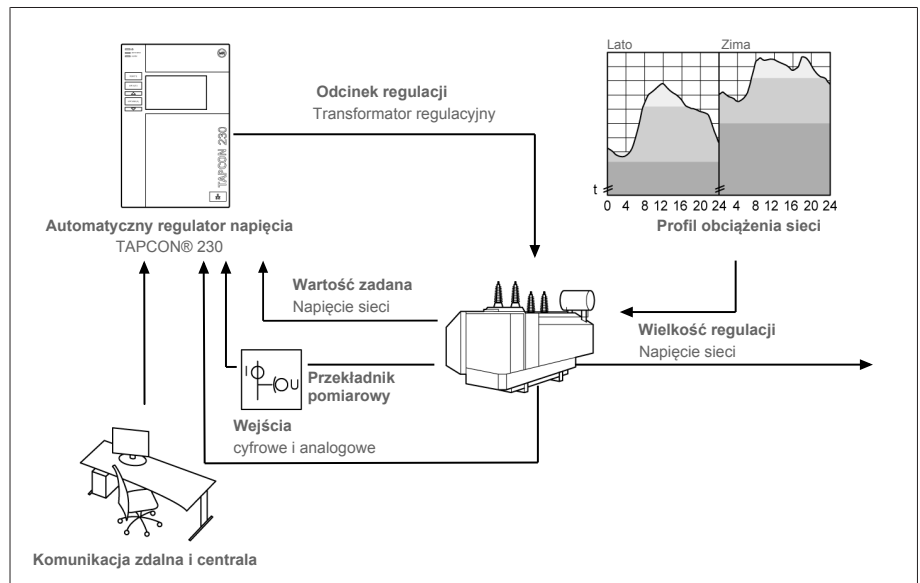 Lato Zima
Odcinek regulacji
Transformator regulacyjny
TAPCON 230
t
0 4 8 12 16 20 24 4 8 12 16 20 24
Automatyczny regulator napięcia
TAPCON® 230
Profil obciążenia sieci
Wartość zadana
Napięcie sieci
Wielkość regulacji
Napięcie sieci
I U
Przekładnik
pomiarowy
Wejścia
cyfrowe i analogowe
Komunikacja zdalna i centrala